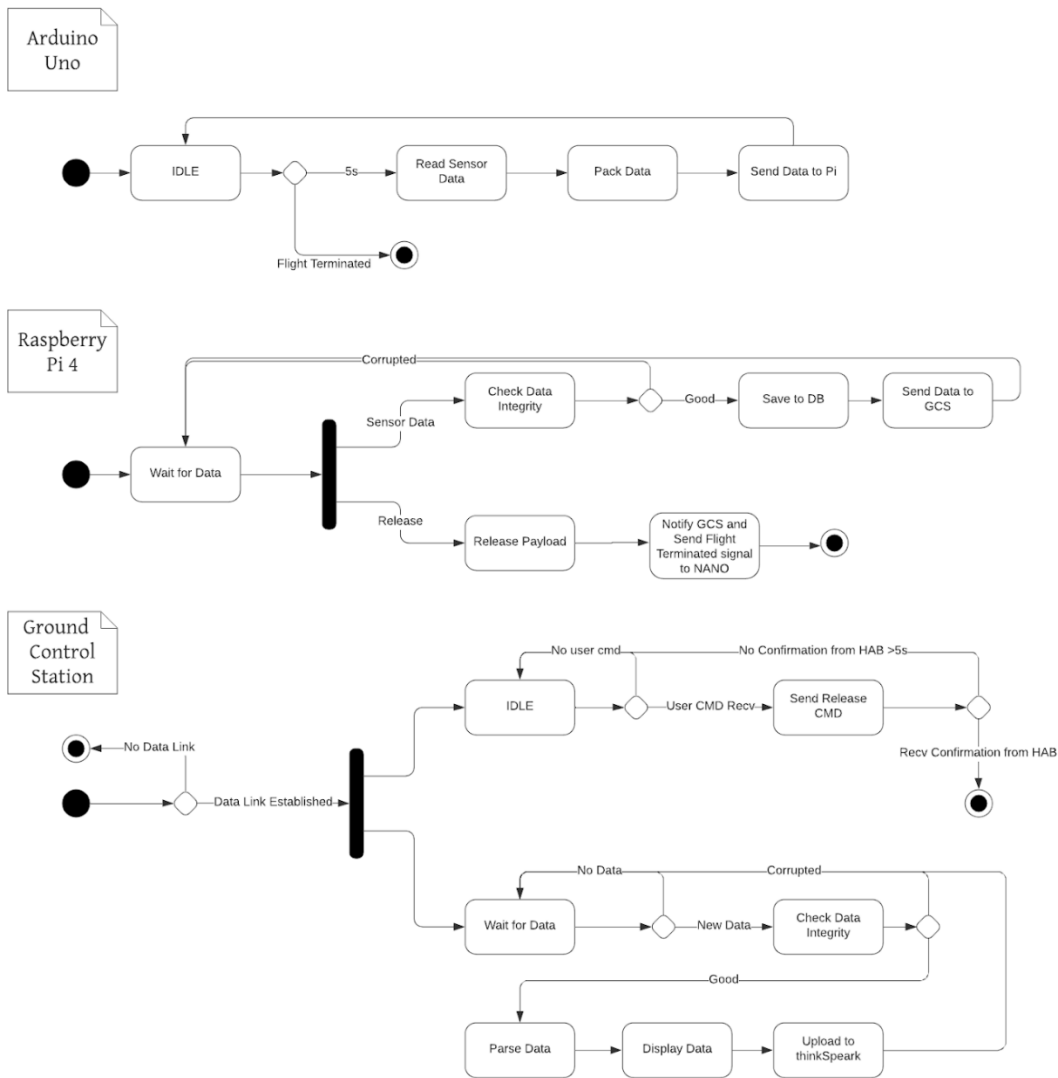 Arduino
Uno
IDLE
5s
Read Sensor
Data
Pack Data
Send Data to Pi
Flight Terminated
Raspberry
Pi 4
Corrupted
Check Data
Integrity
Good
Save to DB
Send Data to
GCS
Sensor Data
Wait for Data
Release
Release Payload
Notify GCS and
Send Flight
Terminated signal
to NANO
Ground
Control
Station
No user cmd
No Confirmation from HAB >5s
IDLE
User CMD Recv
Send Release
CMD
No Data Link
Recv Confirmation from HAB
Data Link Established
No Data
Corrupted
Wait for Data
New Data
Check Data
Integrity
Good
Parse Data
Display Data
Upload to
thinkSpeark